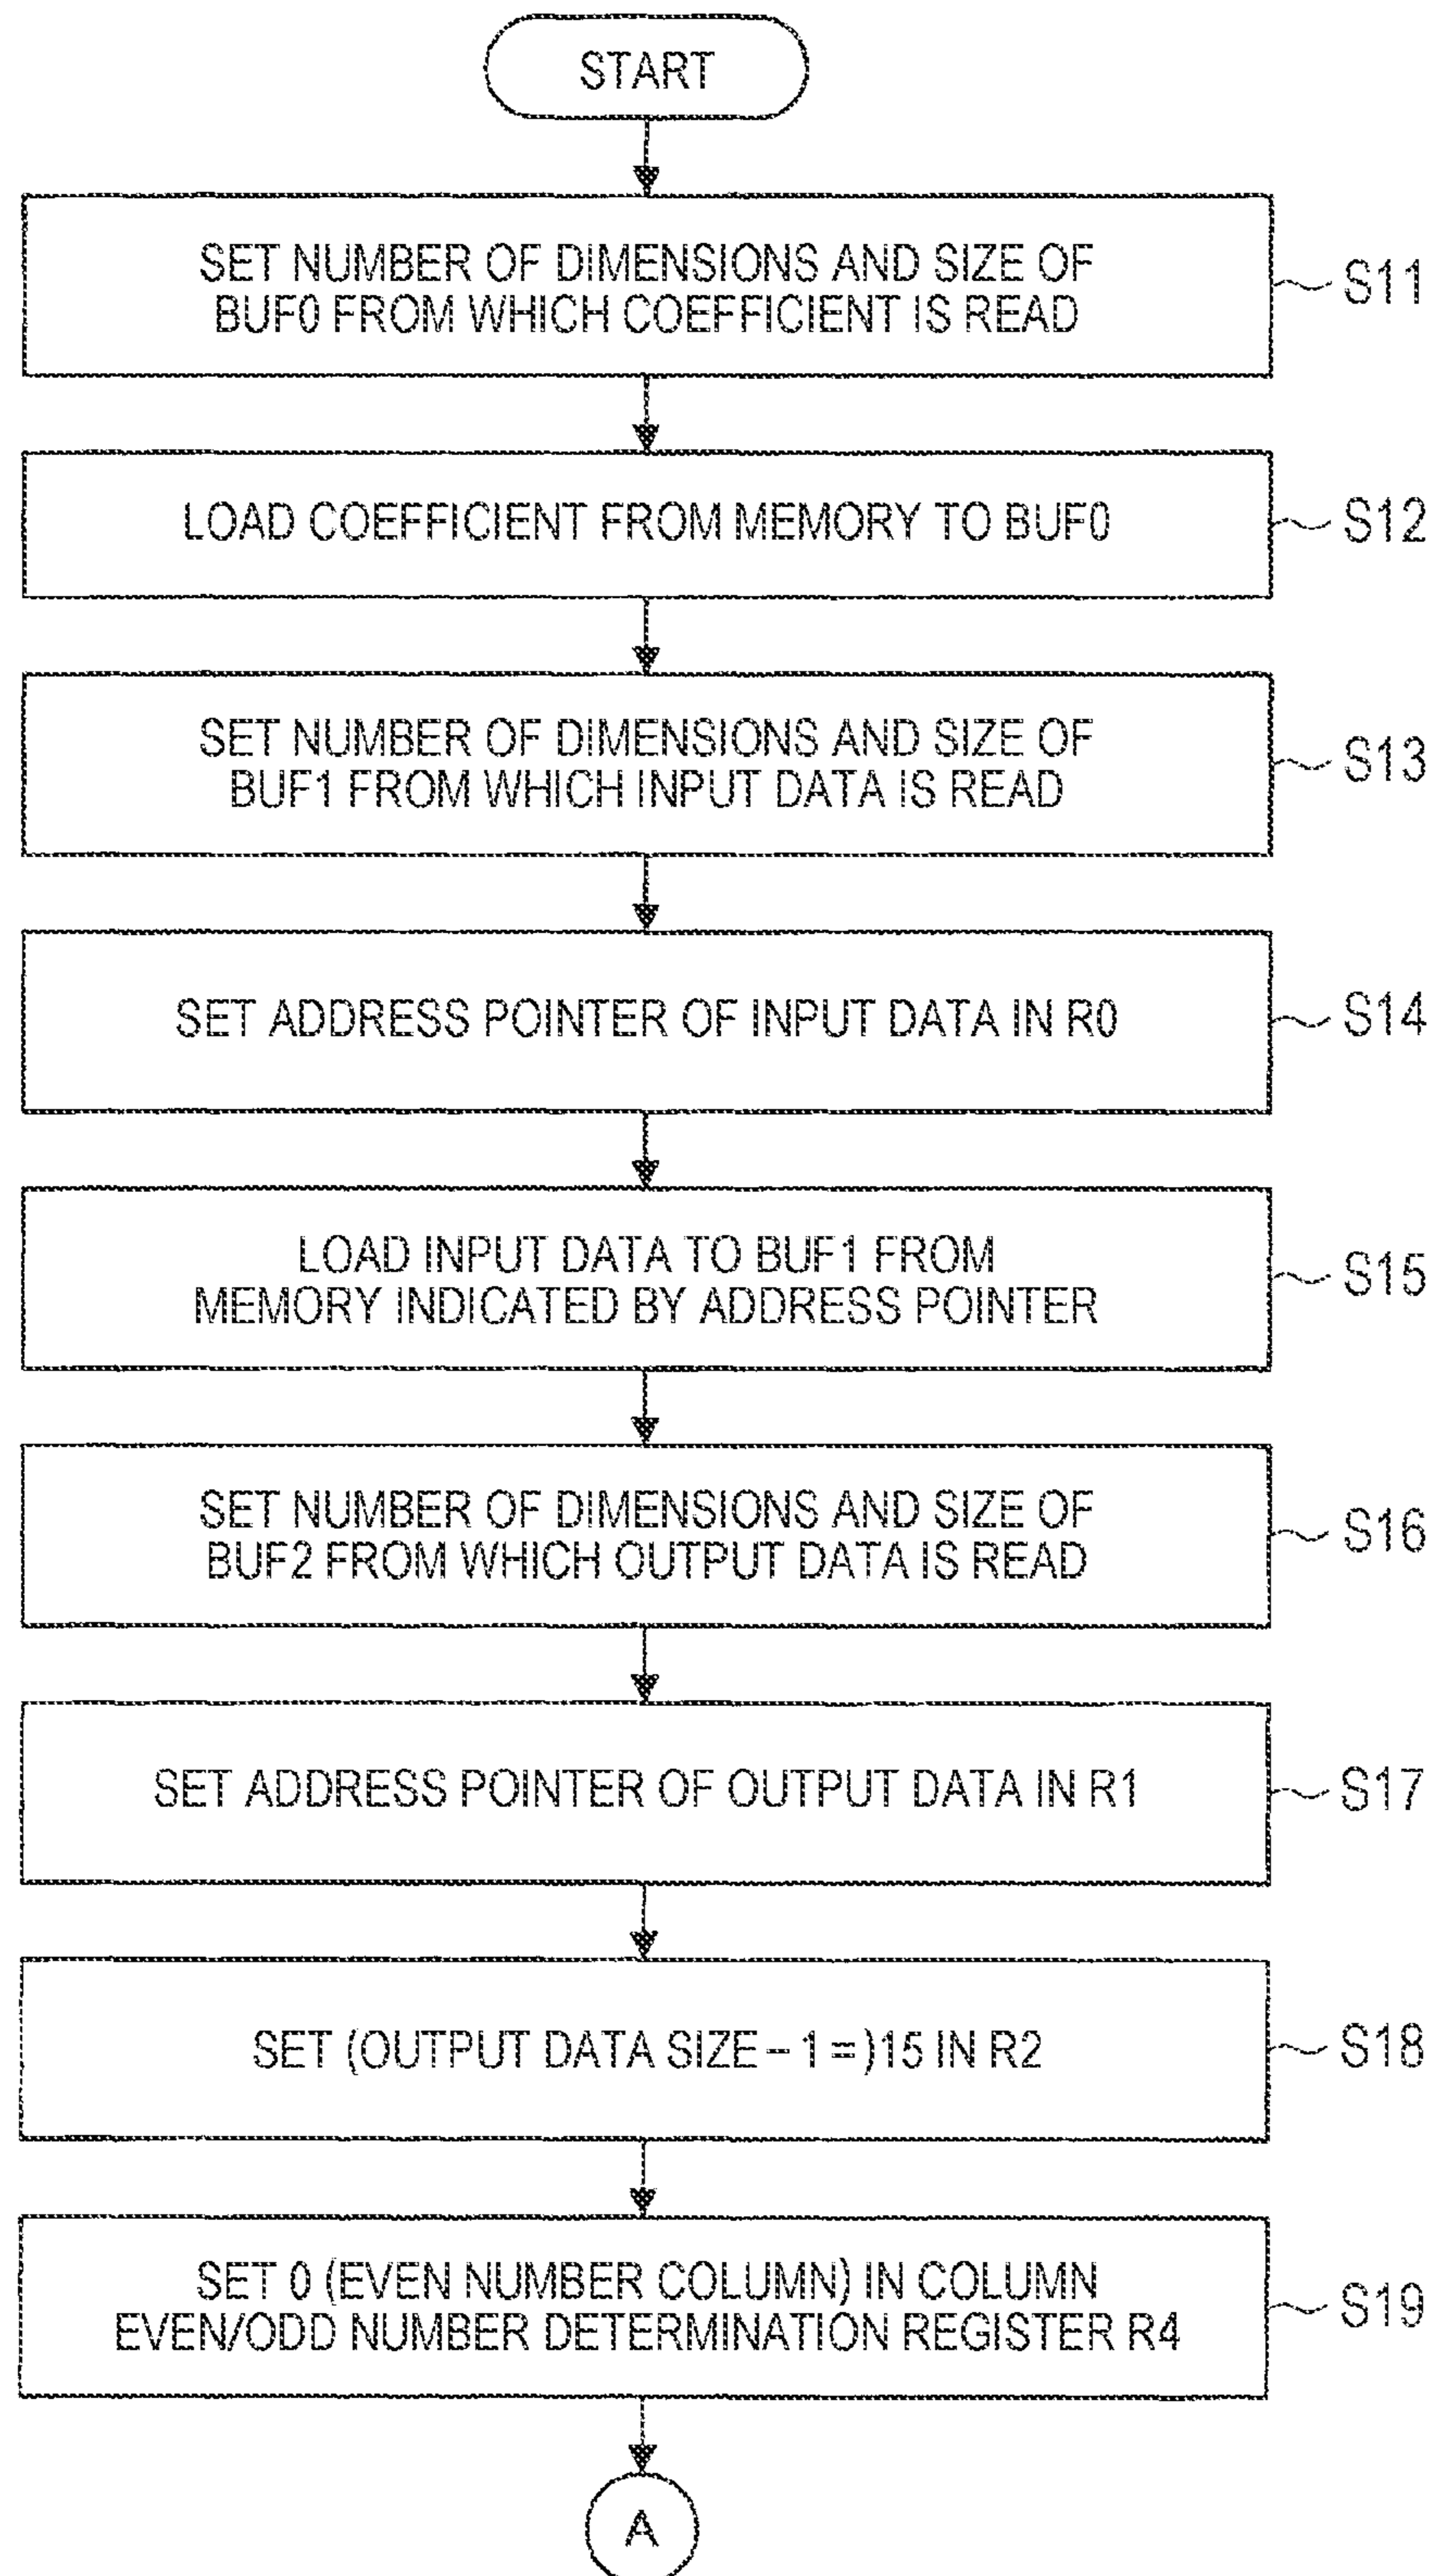 START
SET NUMBER OF DIMENSIONS AND SIZE OF
BUF0 FROM WHICH COEFFICIENT IS READ
S11
LOAD COEFFICIENT FROM MEMORY TO BUF0
S12
SET NUMBER OF DIMENSIONS AND SIZE OF
BUF1 FROM WHICH INPUT DATA IS READ
S13
SET ADDRESS POINTER OF INPUT DATA IN R0
S14
LOAD INPUT DATA TO BUF1 FROM
MEMORY INDICATED BY ADDRESS POINTER
S15
SET NUMBER OF DIMENSIONS AND SIZE OF
BUF2 FROM WHICH OUTPUT DATA IS READ
S16
SET ADDRESS POINTER OF OUTPUT DATA IN R1
S17
SET (OUTPUT DATA SIZE – 1 =)15 IN R2
S18
SET 0 (EVEN NUMBER COLUMN) IN COLUMN
EVEN/ODD NUMBER DETERMINATION REGISTER R4
S19
A